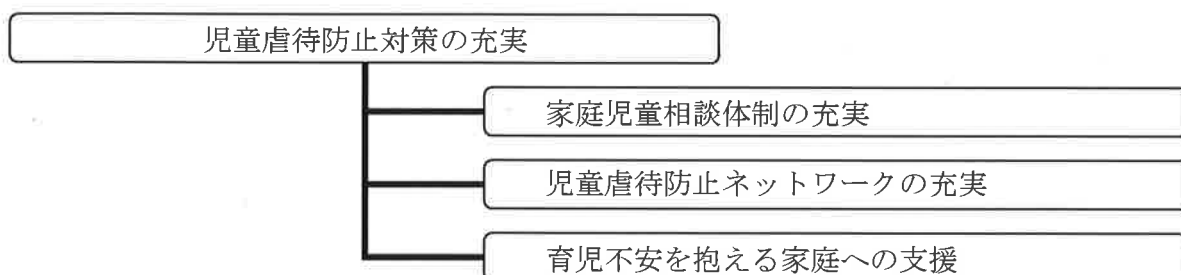 児童虐待防止対策の充実
家庭児童相談体制の充実
児童虐待防止ネットワークの充実
育児不安を抱える家庭への支援